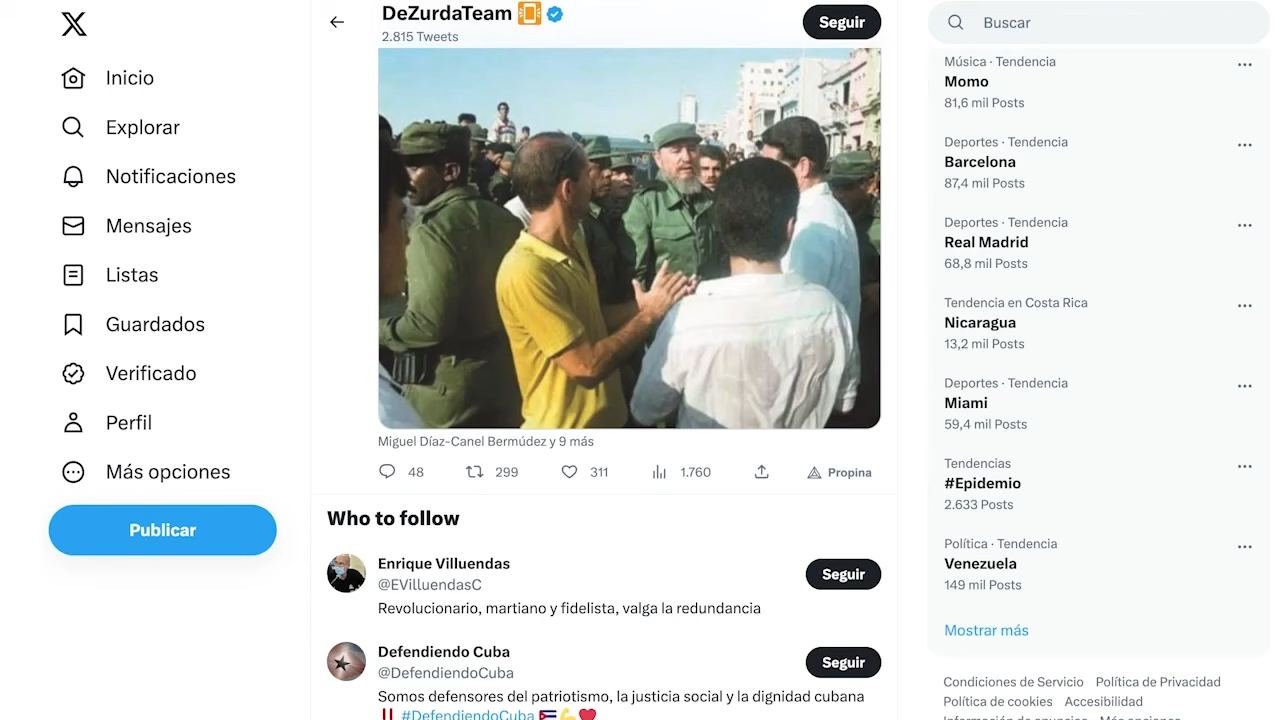 Inicio
Explorar
Notificaciones
Mensajes
Listas
Guardados
Verificado
Perfil
Más opciones
Publicar
DeZurdaTeam
2.815 Tweets
Seguir
Miguel Díaz-Canel Bermúdez y 9 más
48 299 311 1.760 Propina
Who to follow
Enrique Villuendas
@EVilluendasC
Seguir
Revolucionario, martiano y fidelista, valga la redundancia
Defendiendo Cuba
@DefendiendoCuba
Seguir
Somos defensores del patriotismo, la justicia social y la dignidad cubana
‼️ #DefendiendoCuba 🇨🇺💪❤️
Buscar
Música · Tendencia
Momo
81,6 mil Posts
Deportes · Tendencia
Barcelona
87,4 mil Posts
Deportes · Tendencia
Real Madrid
68,8 mil Posts
Tendencia en Costa Rica
Nicaragua
13,2 mil Posts
Deportes · Tendencia
Miami
59,4 mil Posts
Tendencias
#Epidemio
2.633 Posts
Política · Tendencia
Venezuela
149 mil Posts
Mostrar más
Condiciones de Servicio Política de Privacidad
Política de cookies Accesibilidad
Información de anuncios Más opciones